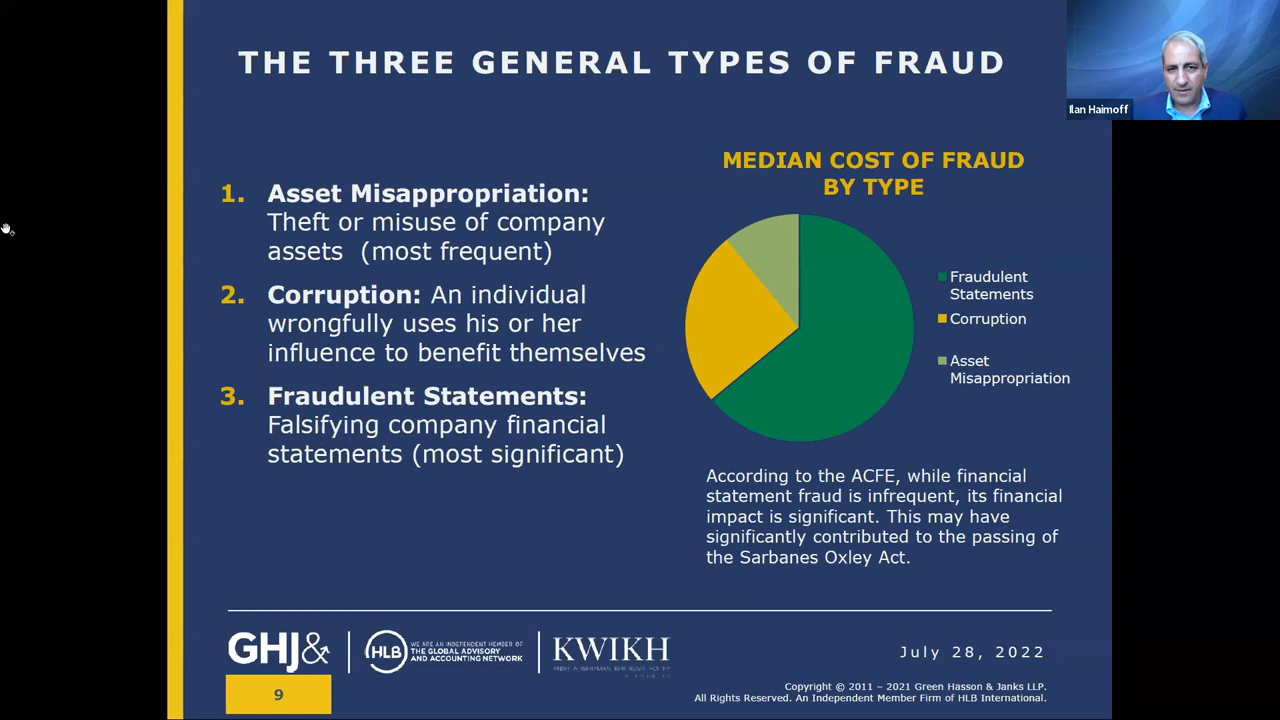 THE THREE GENERAL TYPES OF FRAUD
Ilan Haimoff
1. Asset Misappropriation:
Theft or misuse of company
assets (most frequent)
2. Corruption: An individual
wrongfully uses his or her
influence to benefit themselves
3. Fraudulent Statements:
Falsifying company financial
statements (most significant)
MEDIAN COST OF FRAUD
BY TYPE
Fraudulent
Statements
Corruption
Asset
Misappropriation
According to the ACFE, while financial
statement fraud is infrequent, its financial
impact is significant. This may have
significantly contributed to the passing of
the Sarbanes Oxley Act.
GHJ&
HLB
WE ARE AN INDEPENDENT MEMBER OF
THE GLOBAL ADVISORY
AND ACCOUNTING NETWORK
KWIKH
July 28, 2022
9
Copyright © 2011 – 2021 Green Hasson & Janks LLP.
All Rights Reserved. An Independent Member Firm of HLB International.